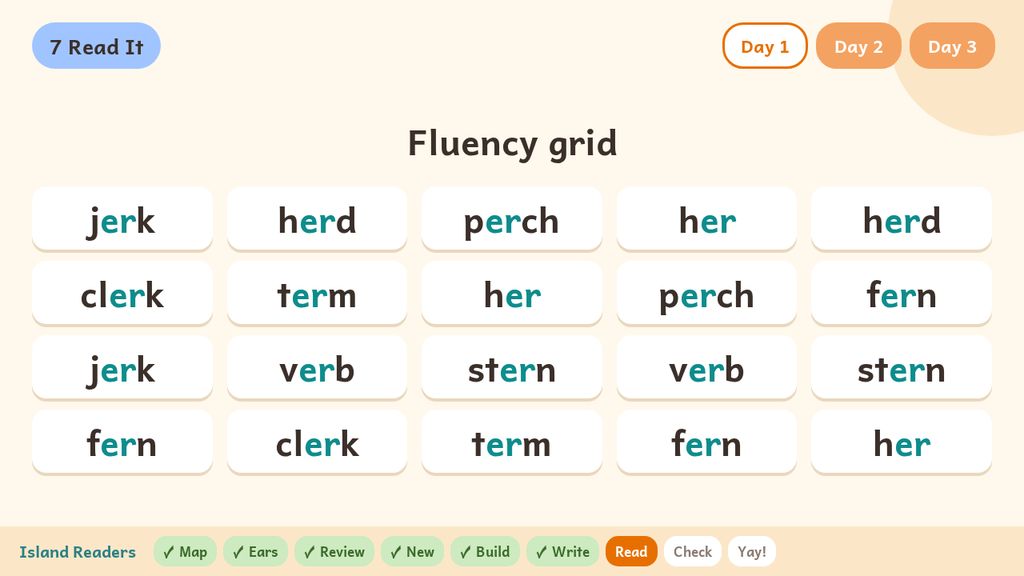 7 Read It
Day 1 Day 2 Day 3
Fluency grid
jerk herd perch her herd
clerk term her perch fern
jerk verb stern verb stern
fern clerk term fern her
Island Readers ✓ Map ✓ Ears ✓ Review ✓ New ✓ Build ✓ Write Read Check Yay!